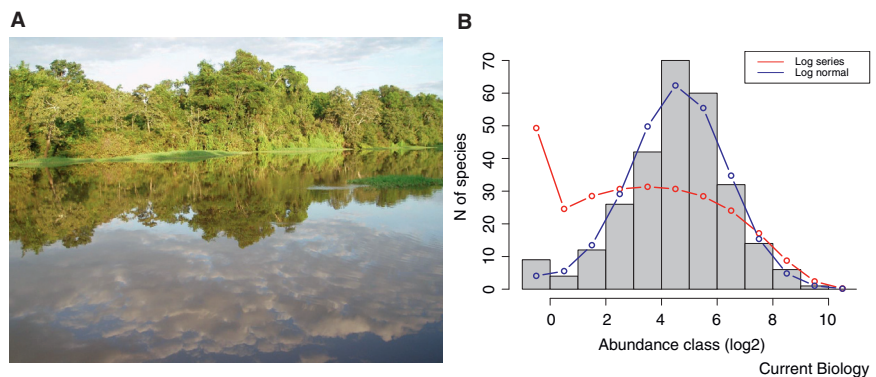 A
B
Log series
Log normal
N of species
70
60
50
40
30
20
10
0
0 2 4 6 8 10
Abundance class (log2)
Current Biology